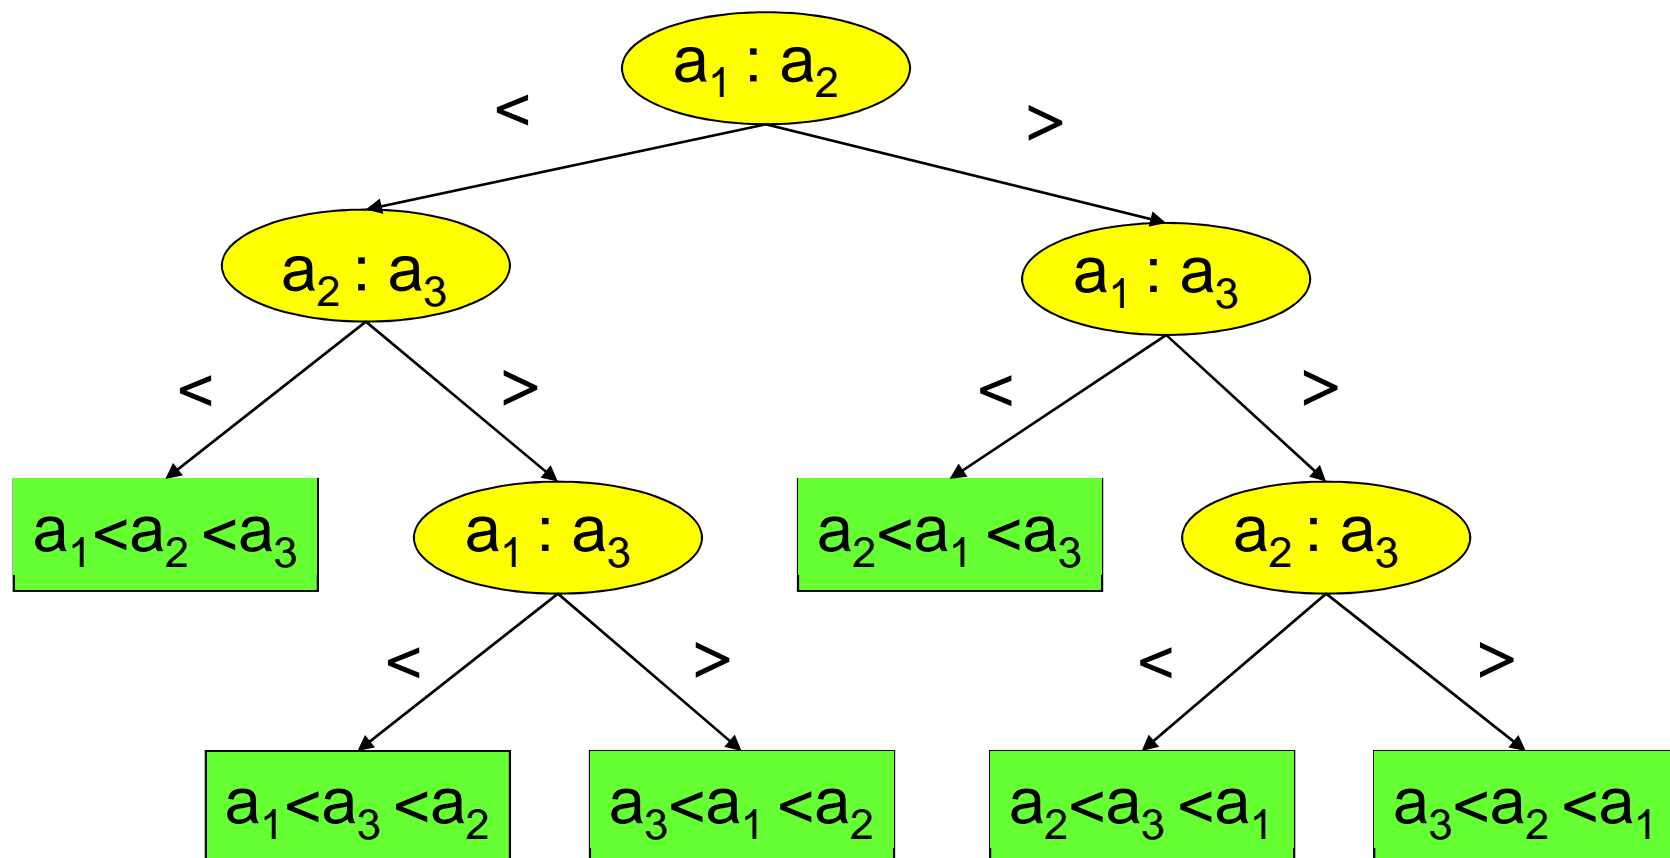 a₁ : a₂
< >
a₂ : a₃ a₁ : a₃
< > < >
a₁<a₂ <a₃ a₁ : a₃ a₂<a₁ <a₃ a₂ : a₃
< > < >
a₁<a₃ <a₂ a₃<a₁ <a₂ a₂<a₃ <a₁ a₃<a₂ <a₁